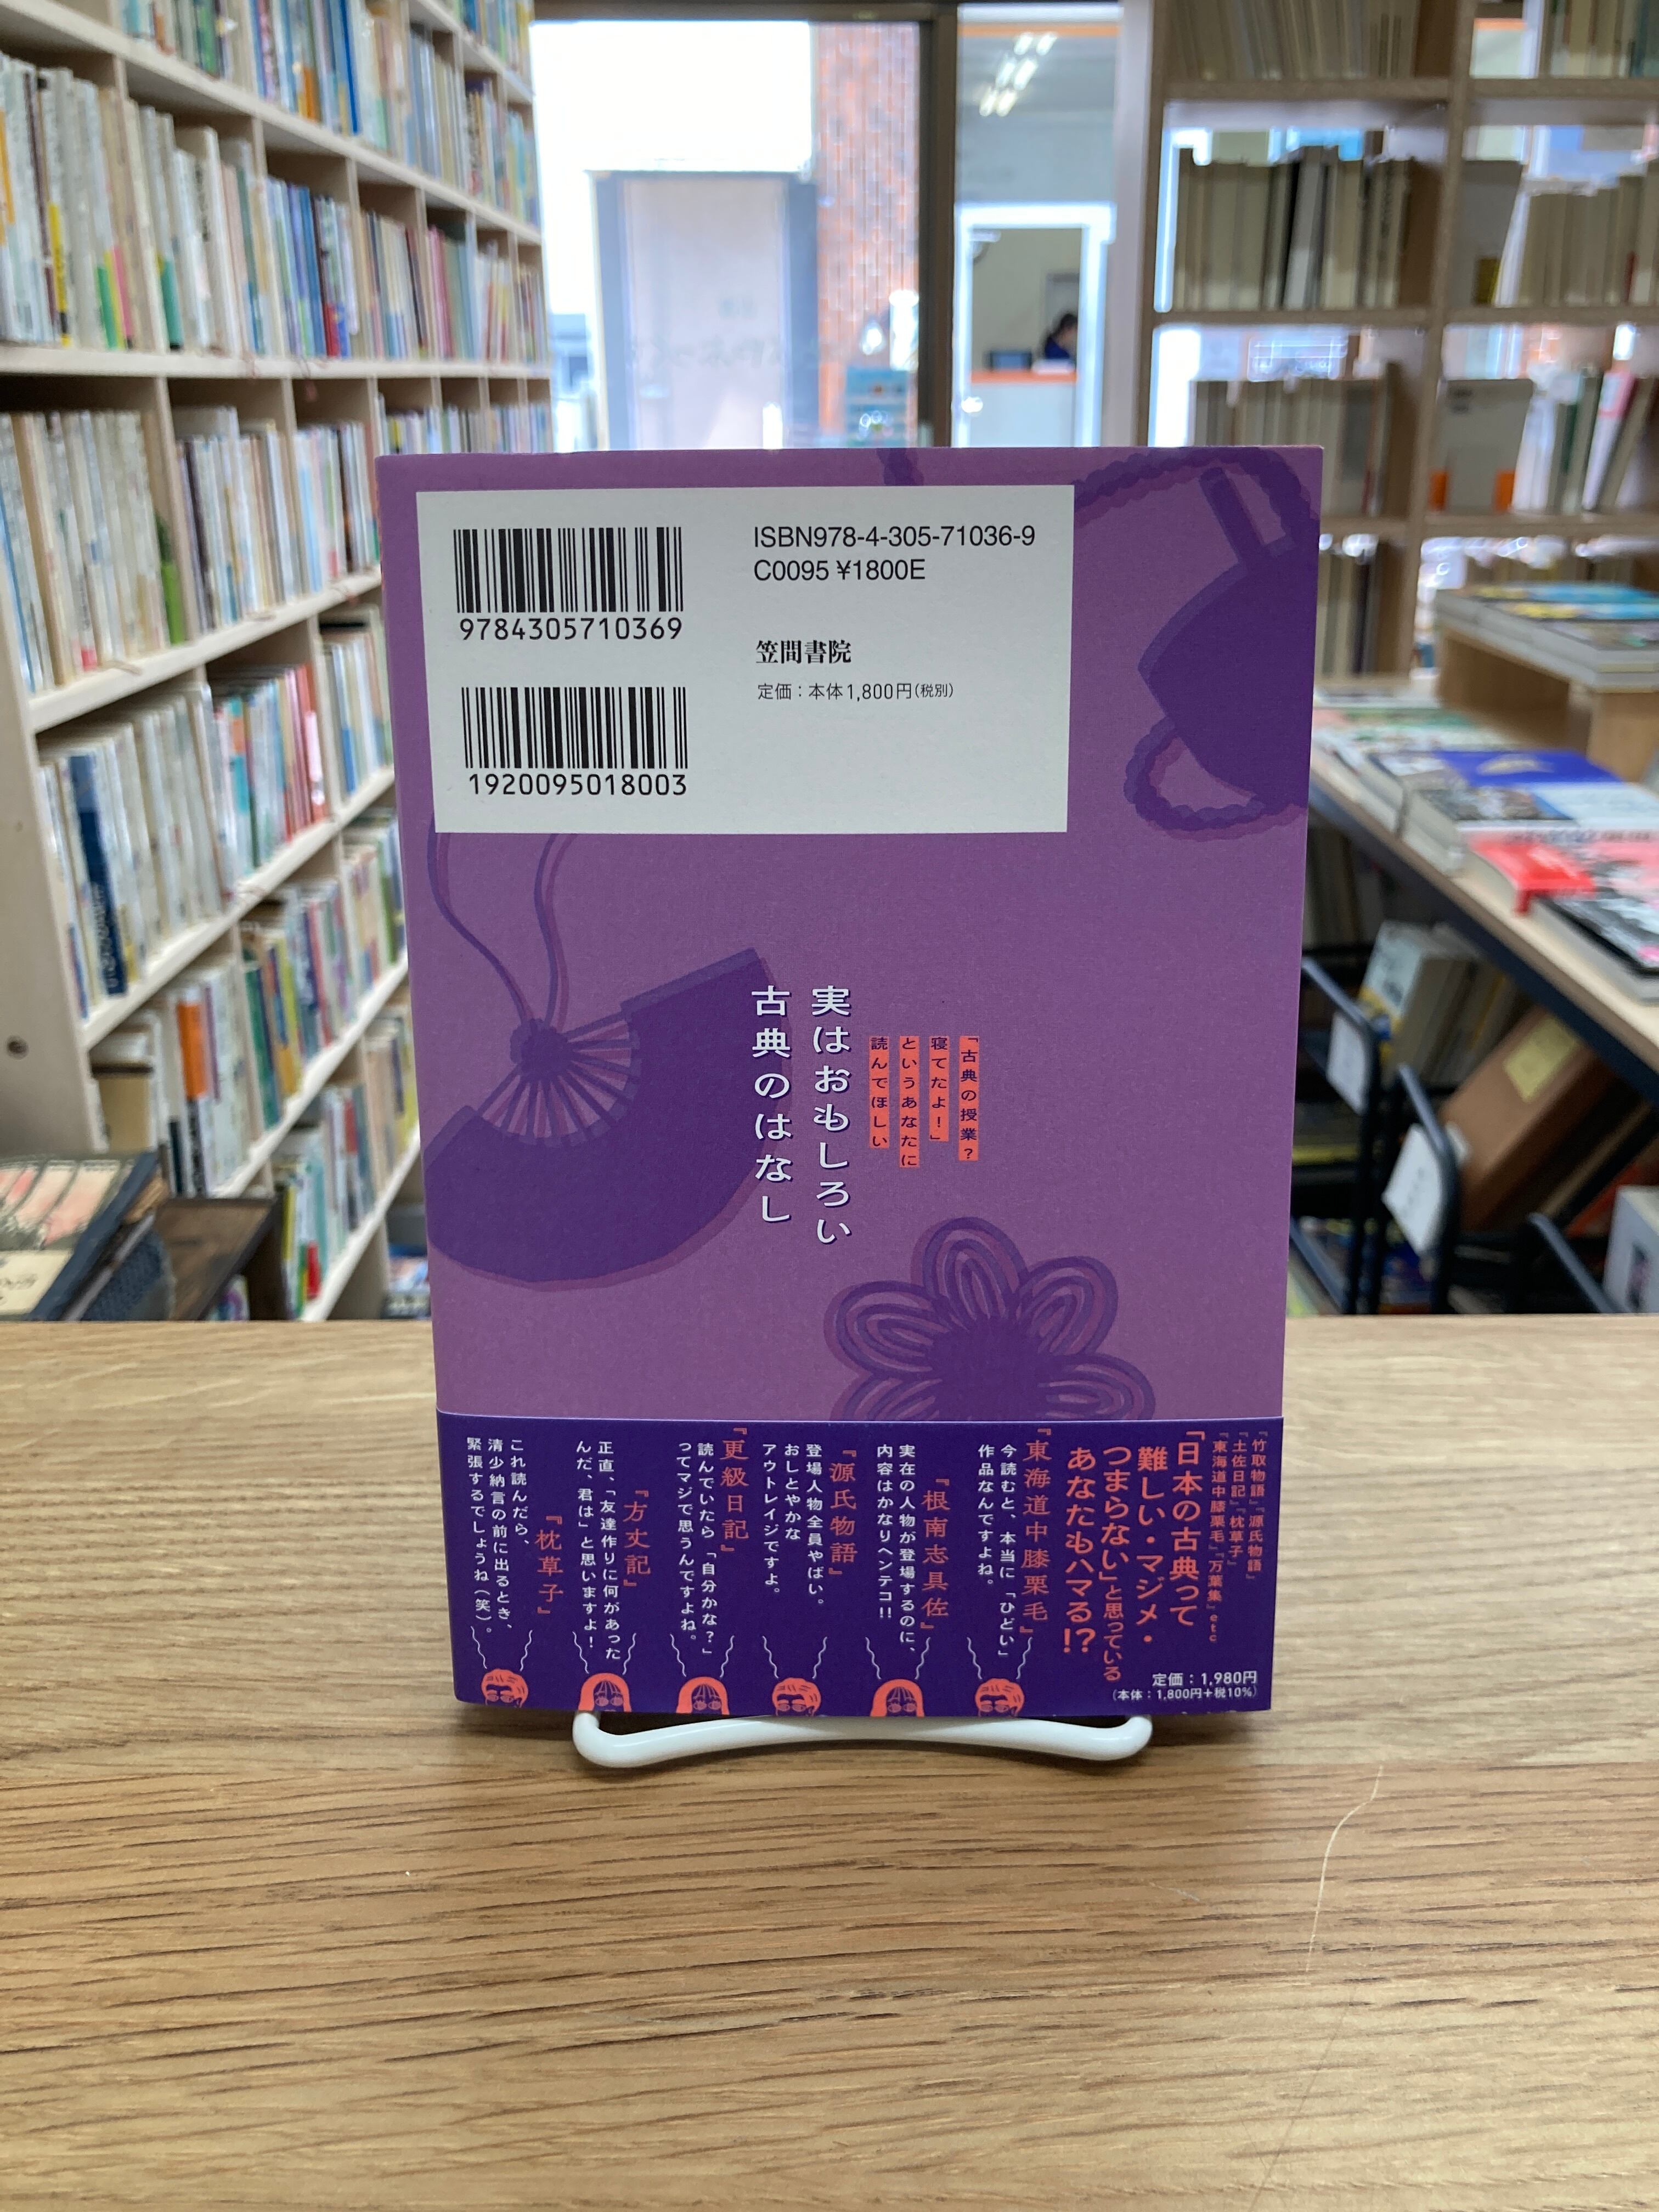 ISBN978-4-305-71036-9
C0095 ¥1800E
9784305710369
笠間書院
定価：本体1,800円（税別）
1920095018003
「古典の授業？
寝てたよ！」
というあなたに
読んでほしい
実はおもしろい
古典のはなし
『竹取物語』『源氏物語』
『土佐日記』『枕草子』
『東海道中膝栗毛』『万葉集』etc
「日本の古典って
難しい・マジメ・
つまらない」と思っている
あなたもハマる!?
定価：1,980円
（本体：1,800円＋税10%）
『東海道中膝栗毛』
今読むと、本当に「ひどい」
作品なんですよね。
『根南志具佐』
実在の人物が登場するのに、
内容はかなりヘンテコ!!
『源氏物語』
登場人物全員やばい。
おしとやかな
アウトレイジですよ。
『更級日記』
読んでいたら「自分かな？」
ってマジで思うんですよね。
『方丈記』
正直、「友達作りに何があった
んだ、君は」と思いますよ！
『枕草子』
これ読んだら、
清少納言の前に出るとき、
緊張するでしょうね（笑）。